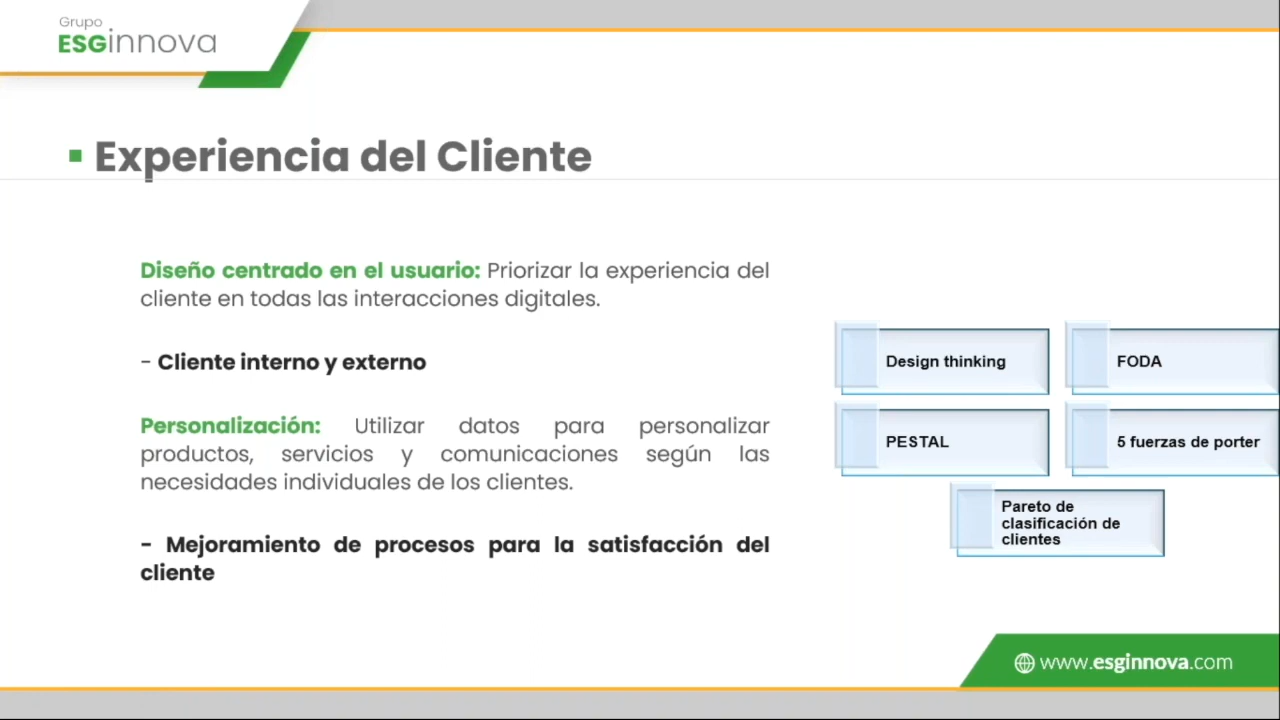 Grupo
ESGinnova
▪ Experiencia del Cliente
Diseño centrado en el usuario: Priorizar la experiencia del
cliente en todas las interacciones digitales.
- Cliente interno y externo
Personalización: Utilizar datos para personalizar
productos, servicios y comunicaciones según las
necesidades individuales de los clientes.
- Mejoramiento de procesos para la satisfacción del
cliente
Design thinking
FODA
PESTAL
5 fuerzas de porter
Pareto de
clasificación de
clientes
www.esginnova.com